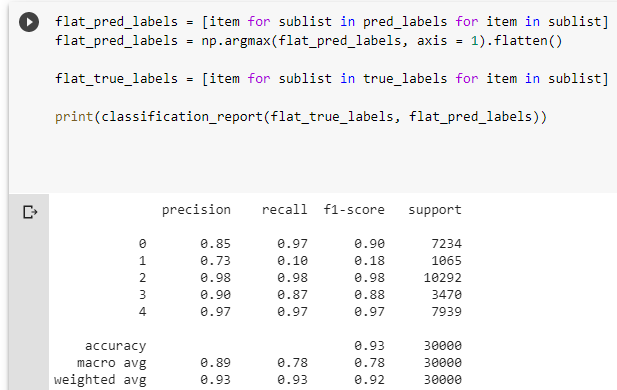 flat_pred_labels = [item for sublist in pred_labels for item in sublist]
flat_pred_labels = np.argmax(flat_pred_labels, axis = 1).flatten()
flat_true_labels = [item for sublist in true_labels for item in sublist]
print(classification_report(flat_true_labels, flat_pred_labels))
precision recall f1-score support
0 0.85 0.97 0.90 7234
1 0.73 0.10 0.18 1065
2 0.98 0.98 0.98 10292
3 0.90 0.87 0.88 3470
4 0.97 0.97 0.97 7939
accuracy 0.93 30000
macro avg 0.89 0.78 0.78 30000
weighted avg 0.93 0.93 0.92 30000